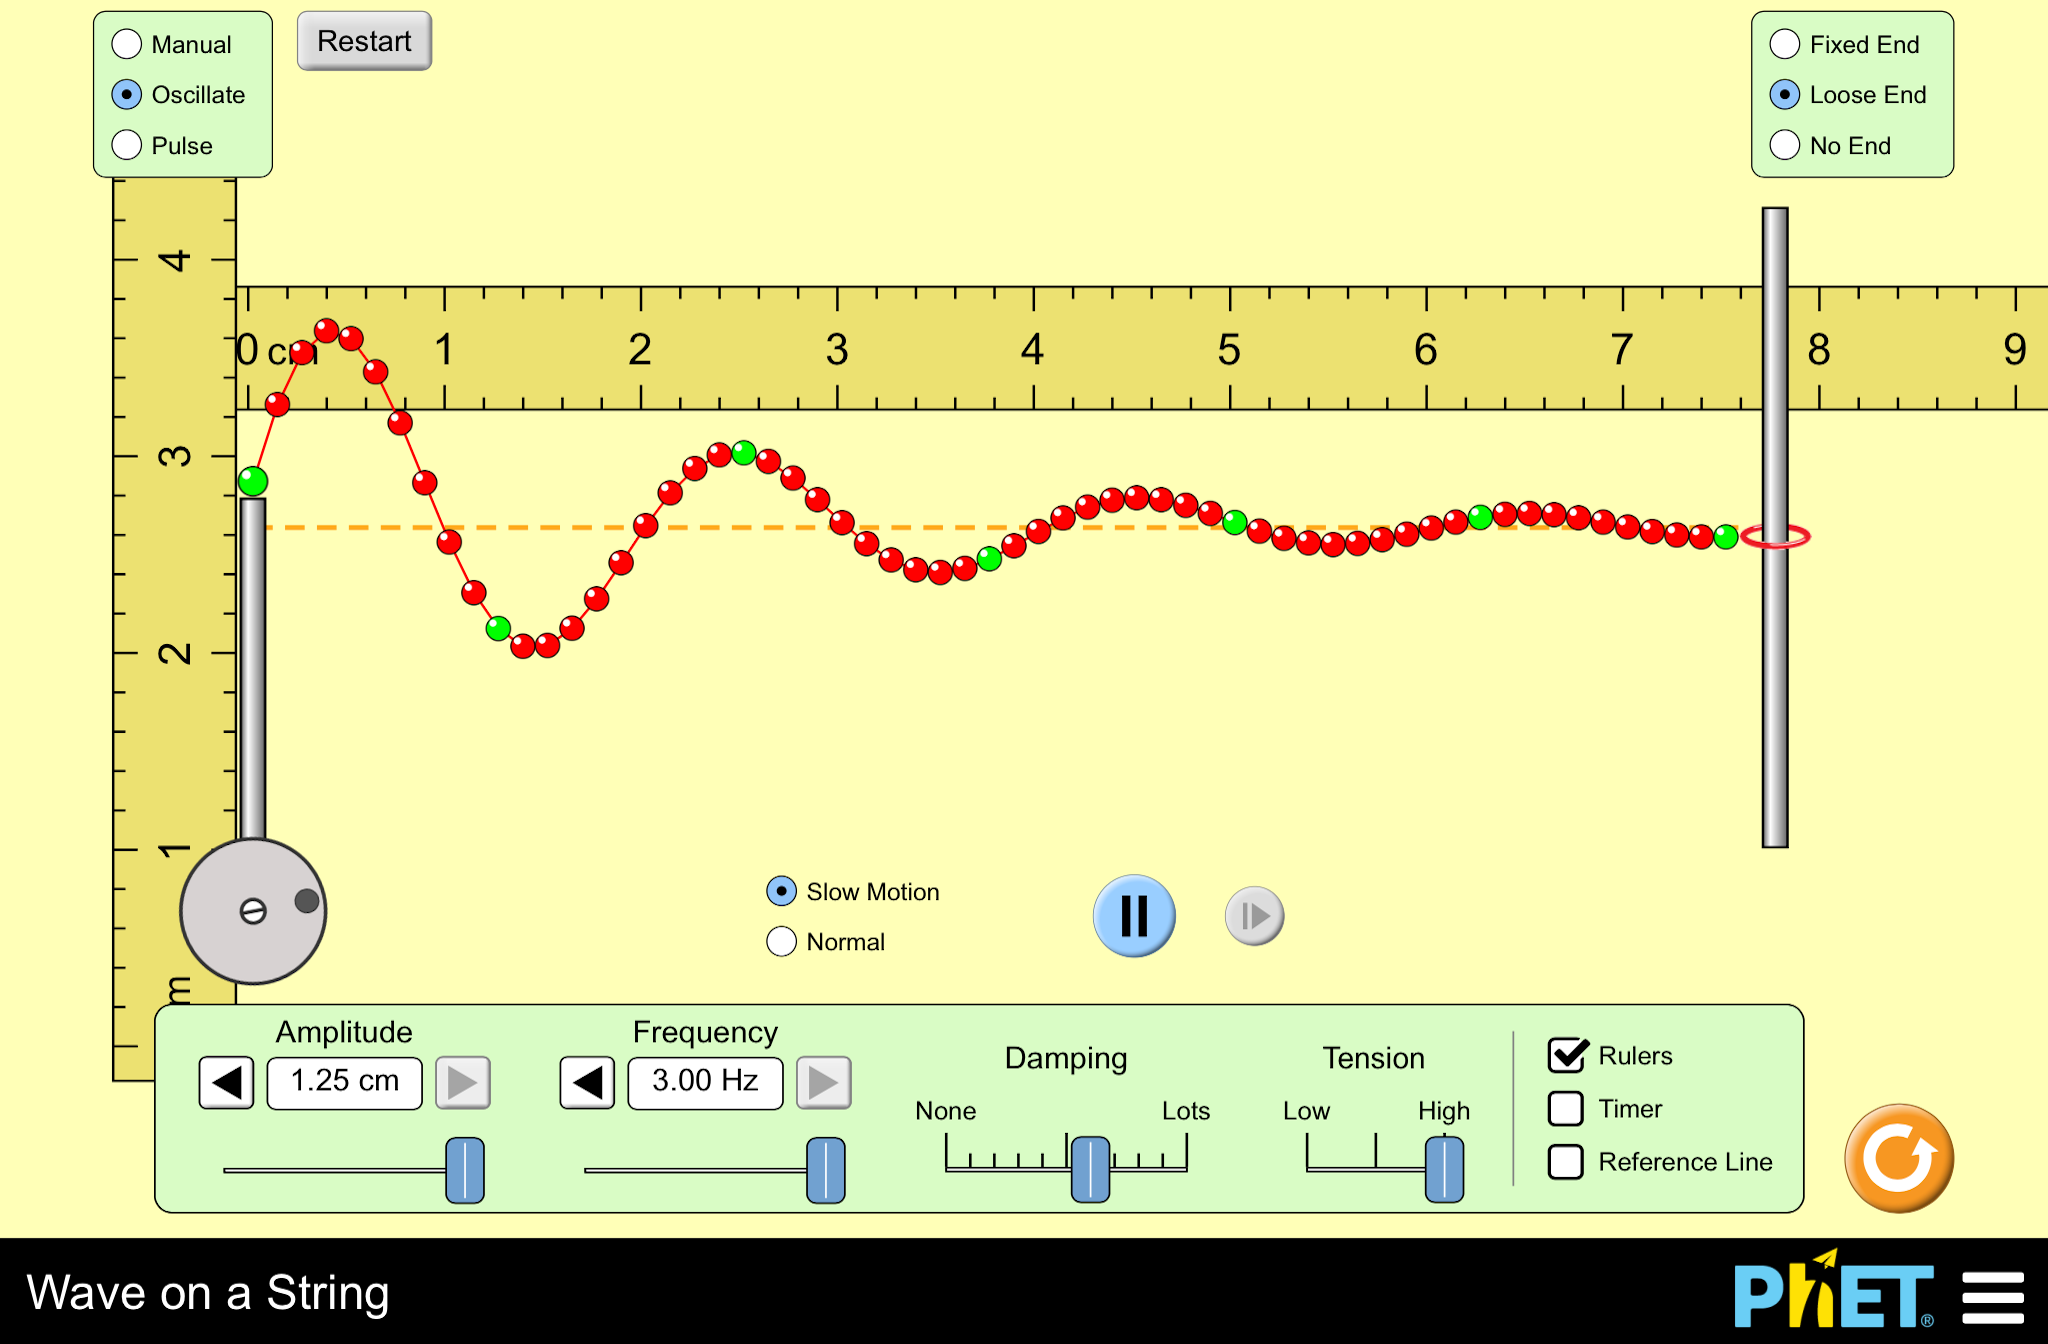 Manual
Oscillate
Pulse
Restart
Fixed End
Loose End
No End
4
3
2
1
m
0 cm 1 2 3 4 5 6 7 8 9
Slow Motion
Normal
Amplitude
1.25 cm
Frequency
3.00 Hz
Damping
None Lots
Tension
Low High
Rulers
Timer
Reference Line
Wave on a String
PhET®